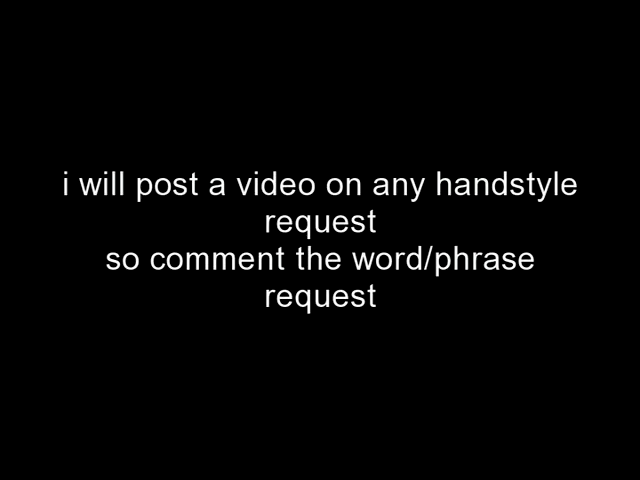 i will post a video on any handstyle
request
so comment the word/phrase
request